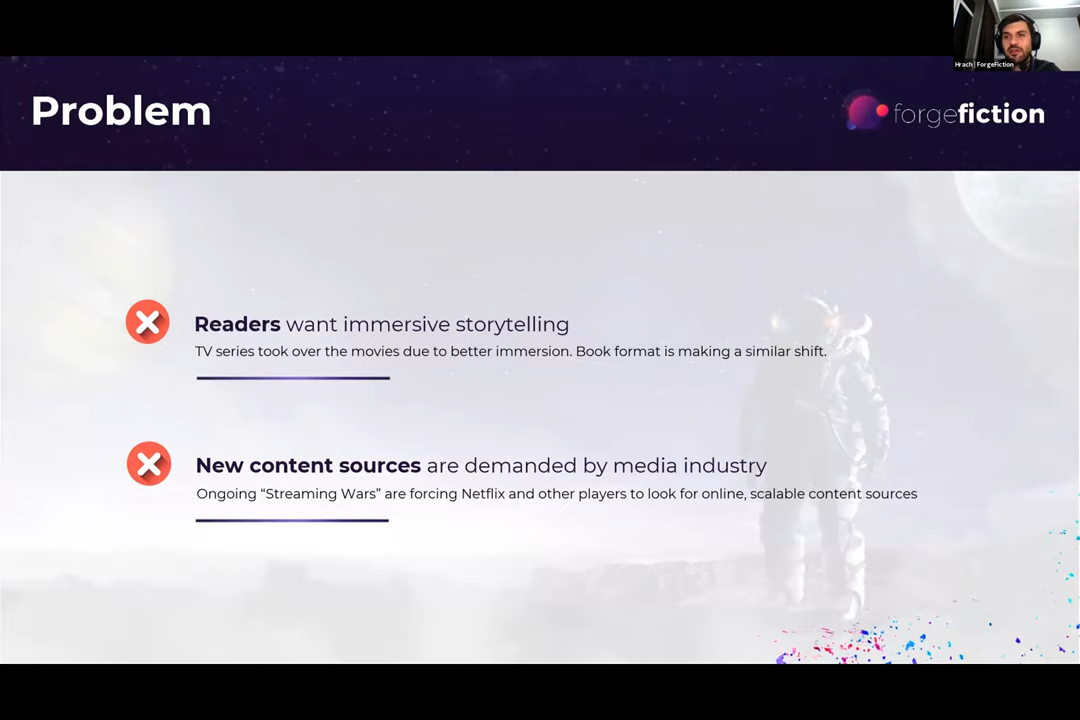 Hrach | ForgeFiction
Problem
forgefiction
Readers want immersive storytelling
TV series took over the movies due to better immersion. Book format is making a similar shift.
New content sources are demanded by media industry
Ongoing “Streaming Wars” are forcing Netflix and other players to look for online, scalable content sources